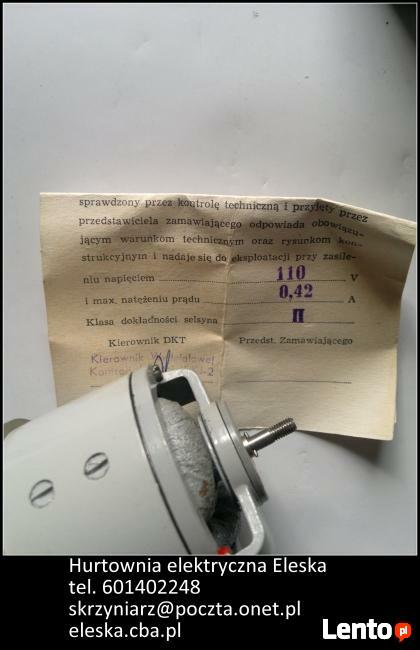 sprawdzony przez kontrolę techniczną i przyjęty przez
przedstawiciela zamawiającego odpowiada obowiązu-
jącym warunkom technicznym oraz rysunkom kon-
strukcyjnym i nadaje się do eksploatacji przy zasile-
niu napięciem 110 V
i max. natężeniu prądu 0,42 A
Klasa dokładności selsyna II
Kierownik DKT Przedst. Zamawiającego
Kierownik
Kontroli
Hurtownia elektryczna Eleska
tel. 601402248
skrzyniarz@poczta.onet.pl
eleska.cba.pl
Lento.pl